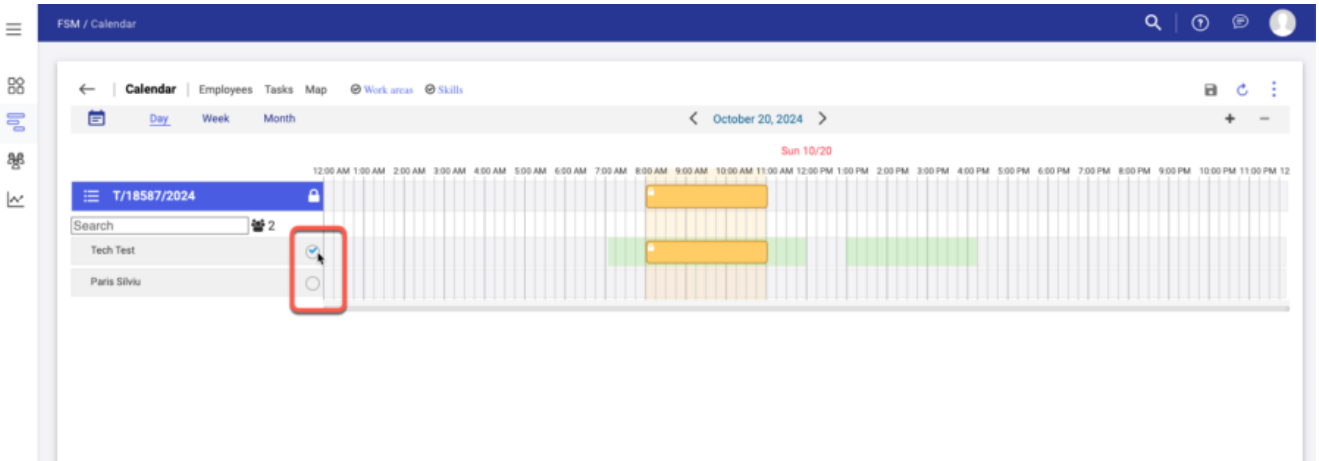 FSM / Calendar
Calendar | Employees Tasks Map Work areas Skills
Day Week Month October 20, 2024 + −
Sun 10/20
12:00 AM 1:00 AM 2:00 AM 3:00 AM 4:00 AM 5:00 AM 6:00 AM 7:00 AM 8:00 AM 9:00 AM 10:00 AM 11:00 AM 12:00 PM 1:00 PM 2:00 PM 3:00 PM 4:00 PM 5:00 PM 6:00 PM 7:00 PM 8:00 PM 9:00 PM 10:00 PM 11:00 PM 12
T/18587/2024
Search 2
Tech Test
Paris Silviu